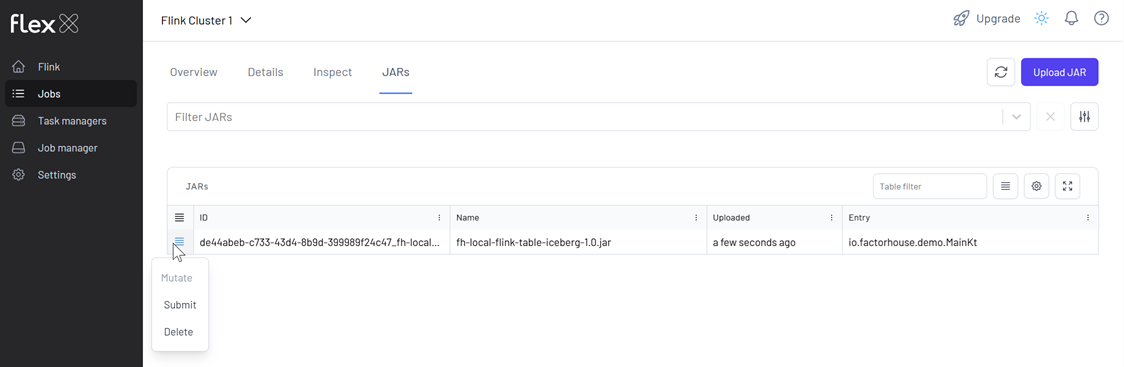 flex
Flink Cluster 1
Upgrade
Flink
Jobs
Task managers
Job manager
Settings
Overview Details Inspect JARs
Upload JAR
Filter JARs
JARs
Table filter
ID Name Uploaded Entry
de44abeb-c733-43d4-8b9d-399989f24c47_fh-local... fh-local-flink-table-iceberg-1.0.jar a few seconds ago io.factorhouse.demo.MainKt
Mutate
Submit
Delete